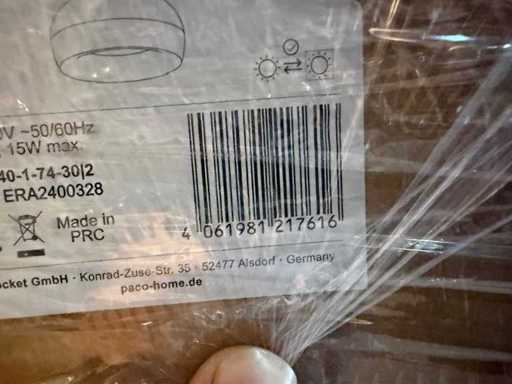 0V ~50/60Hz
15W max.
40-1-74-30|2
ERA2400328
Made in
PRC
4 061981 217616
ocket GmbH · Konrad-Zuse-Str. 35 · 52477 Alsdorf · Germany
paco-home.de